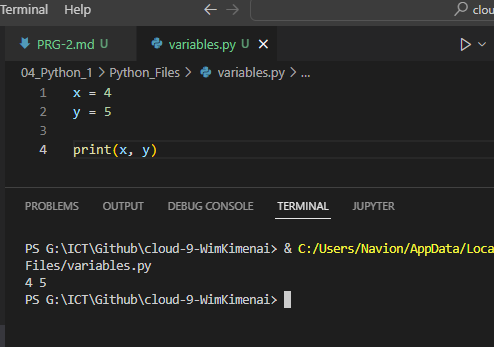 Terminal Help
clou
PRG-2.md U
variables.py U
04_Python_1 > Python_Files > variables.py > ...
1 x = 4
2 y = 5
3
4 print(x, y)
PROBLEMS OUTPUT DEBUG CONSOLE TERMINAL JUPYTER
PS G:\ICT\Github\cloud-9-WimKimenai> & C:/Users/Navion/AppData/Loca
Files/variables.py
4 5
PS G:\ICT\Github\cloud-9-WimKimenai>